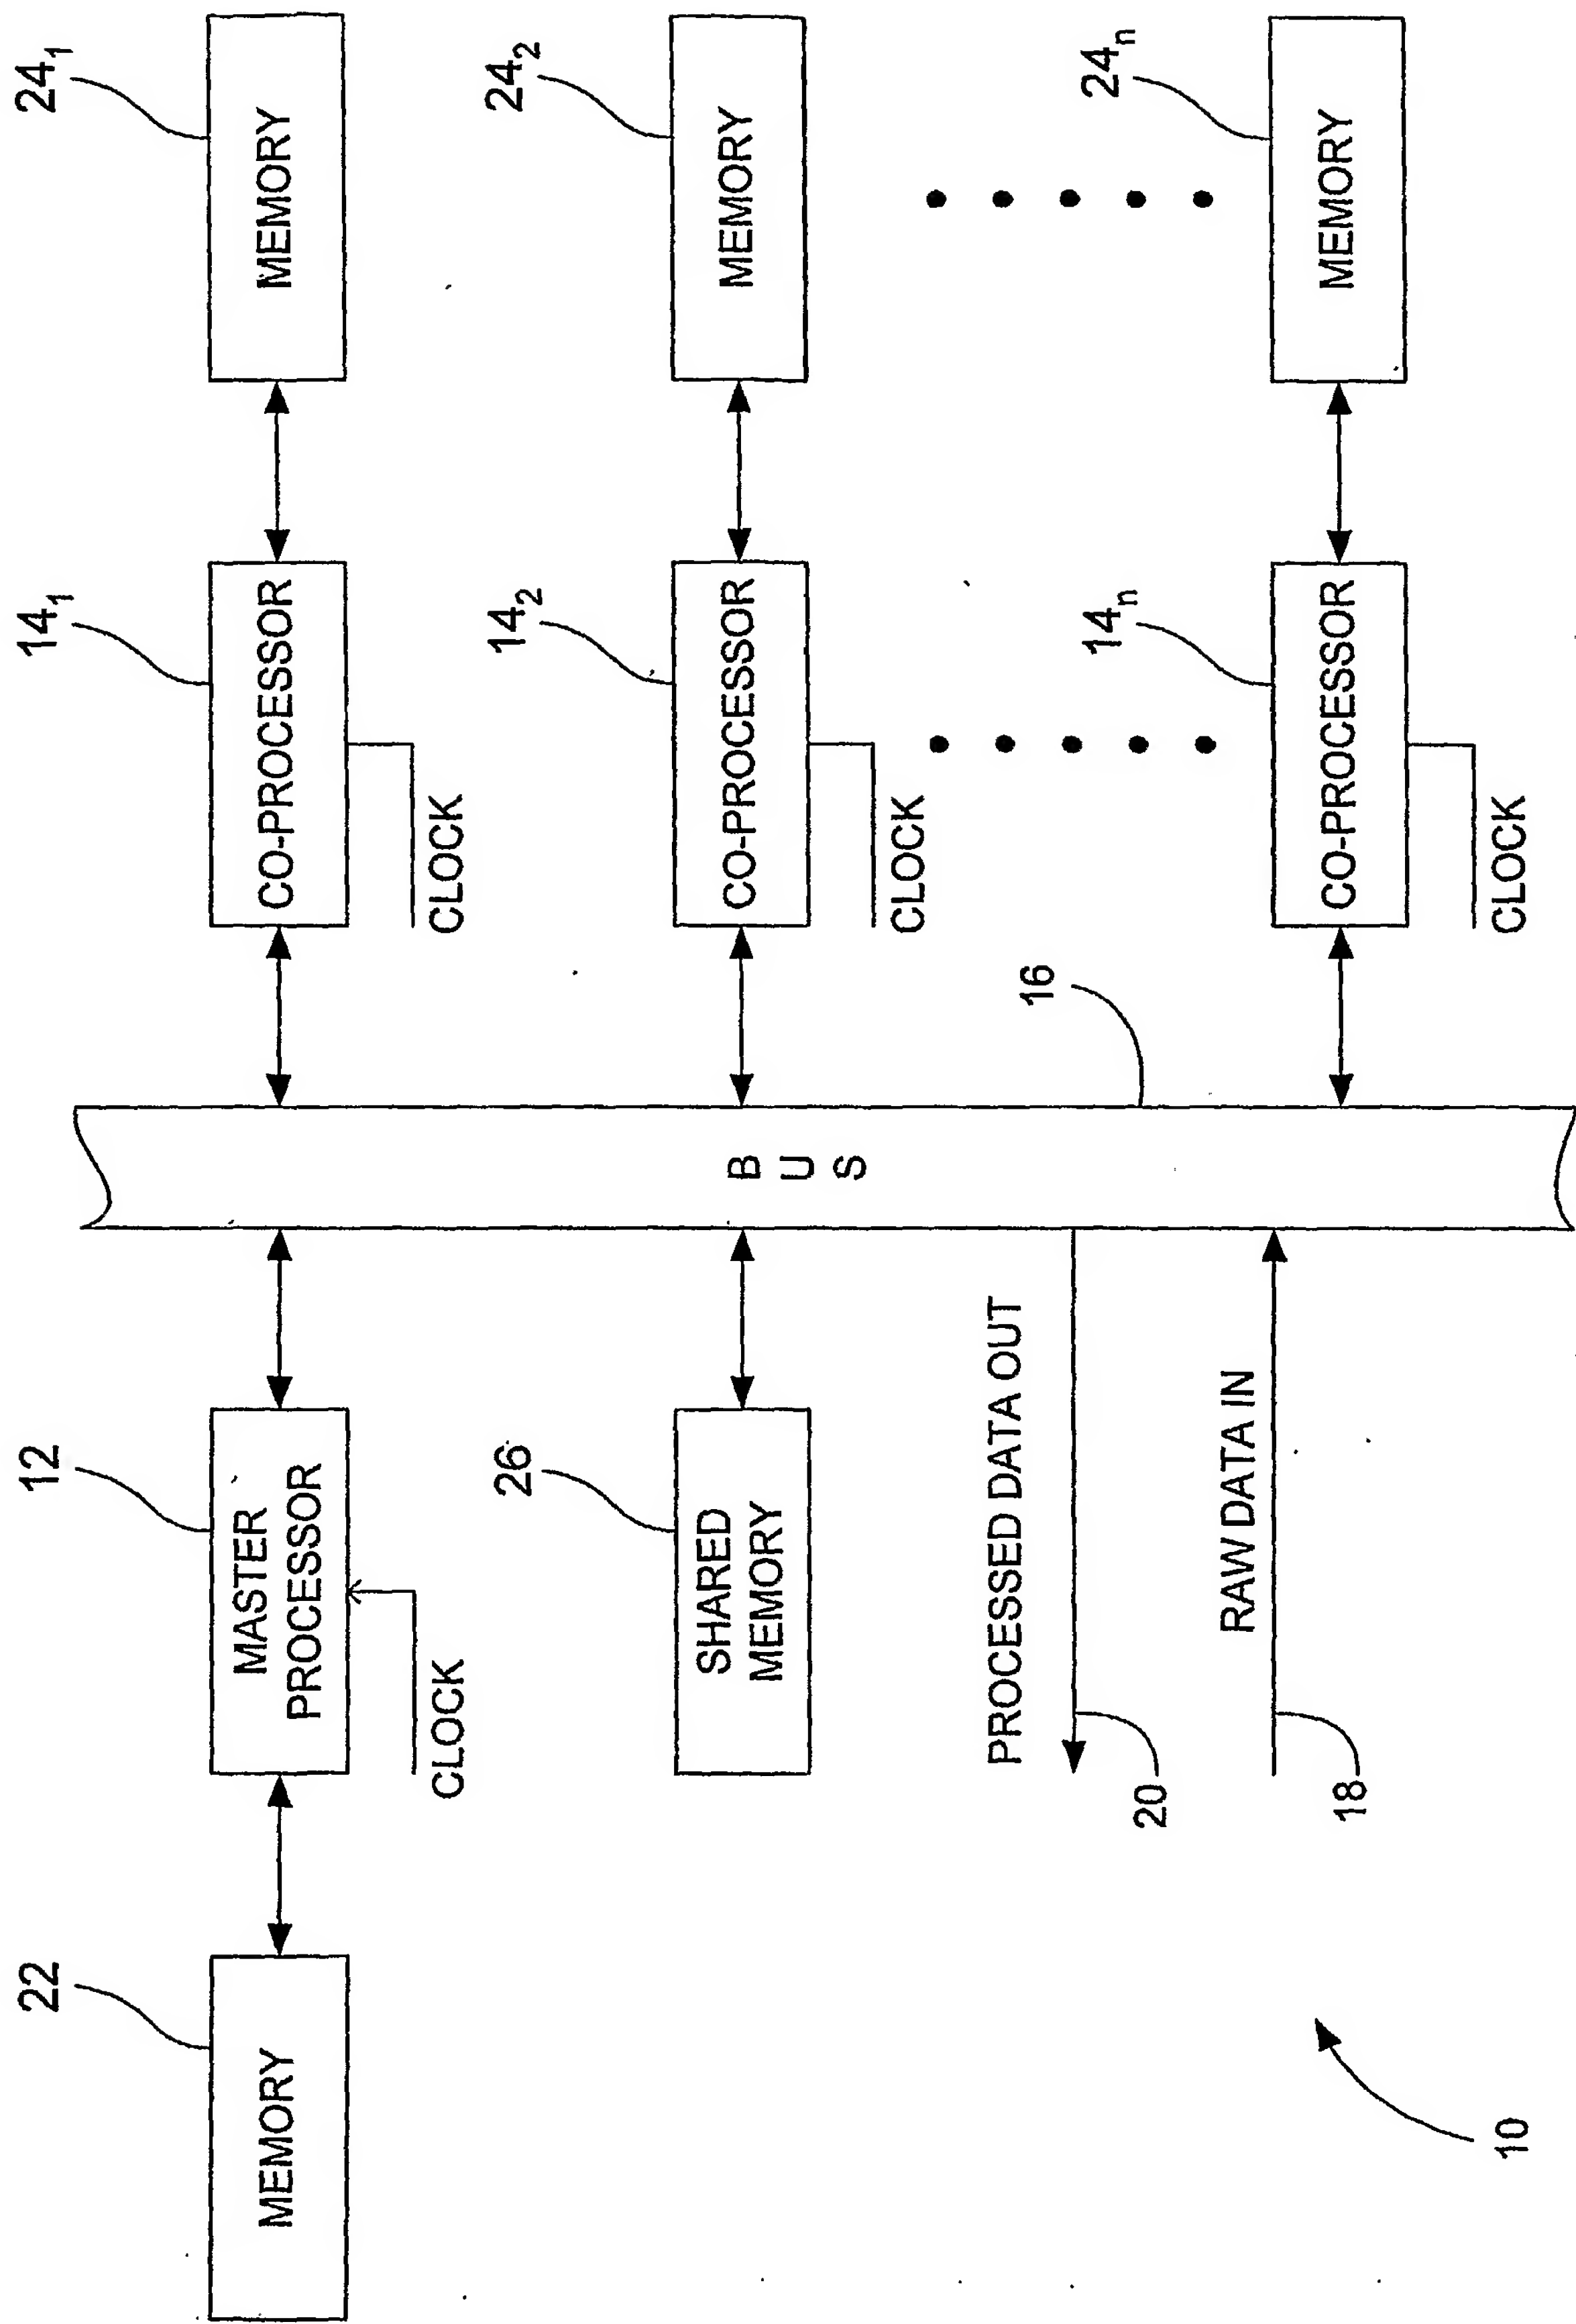 22
12
14₁
24₁
MEMORY
MASTER
PROCESSOR
CO-PROCESSOR
MEMORY
CLOCK
CLOCK
26
14₂
24₂
SHARED
MEMORY
B
U
S
CO-PROCESSOR
MEMORY
CLOCK
PROCESSED DATA OUT
16
20
14ₙ
24ₙ
RAW DATA IN
18
CO-PROCESSOR
MEMORY
CLOCK
10